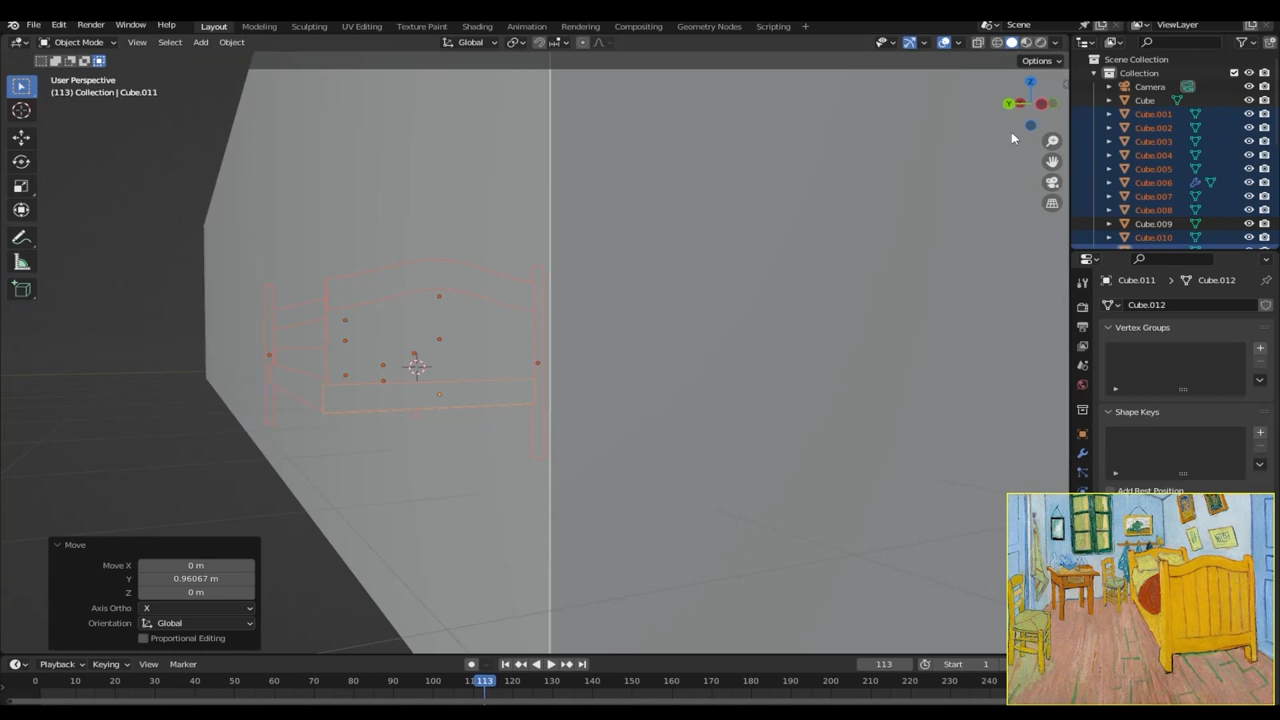 File Edit Render Window Help Layout Modeling Sculpting UV Editing Texture Paint Shading Animation Rendering Compositing Geometry Nodes Scripting + Scene ViewLayer
Object Mode View Select Add Object Global
Options
User Perspective
(113) Collection | Cube.011
Z
Y
Scene Collection
Collection
Camera
Cube
Cube.001
Cube.002
Cube.003
Cube.004
Cube.005
Cube.006
Cube.007
Cube.008
Cube.009
Cube.010
Cube.011 Cube.012
Cube.012
Vertex Groups
Shape Keys
Add Rest Position
Move
Move X 0 m
Y 0.96067 m
Z 0 m
Axis Ortho X
Orientation Global
Proportional Editing
Playback Keying View Marker 113 Start 1
0 10 20 30 40 50 60 70 80 90 100 113 120 130 140 150 160 170 180 190 200 210 220 230 240